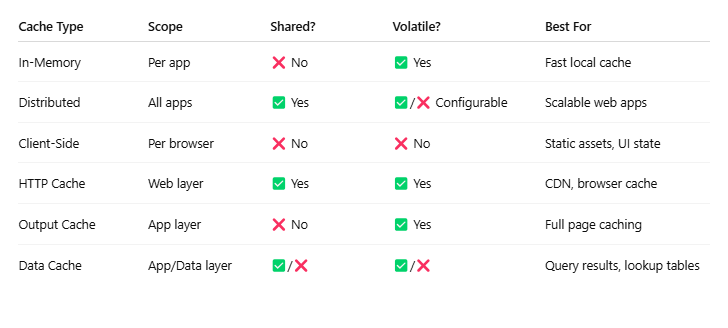 Cache Type Scope Shared? Volatile? Best For
In-Memory Per app ❌ No ✅ Yes Fast local cache
Distributed All apps ✅ Yes ✅/❌ Configurable Scalable web apps
Client-Side Per browser ❌ No ❌ No Static assets, UI state
HTTP Cache Web layer ✅ Yes ✅ Yes CDN, browser cache
Output Cache App layer ❌ No ✅ Yes Full page caching
Data Cache App/Data layer ✅/❌ ✅/❌ Query results, lookup tables